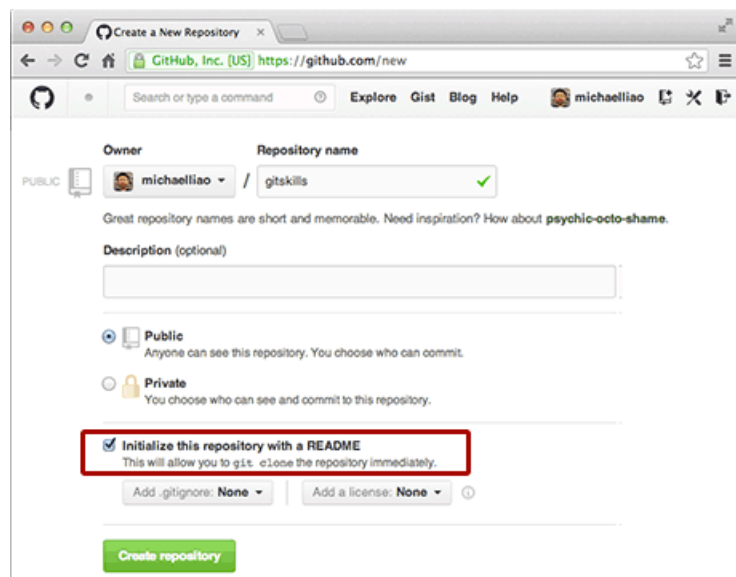 Create a New Repository
GitHub, Inc. [US] https://github.com/new
Search or type a command Explore Gist Blog Help michaelliao
Owner Repository name
PUBLIC michaelliao / gitskills
Great repository names are short and memorable. Need inspiration? How about psychic-octo-shame.
Description (optional)
Public
Anyone can see this repository. You choose who can commit.
Private
You choose who can see and commit to this repository.
Initialize this repository with a README
This will allow you to git clone the repository immediately.
Add .gitignore: None Add a license: None
Create repository